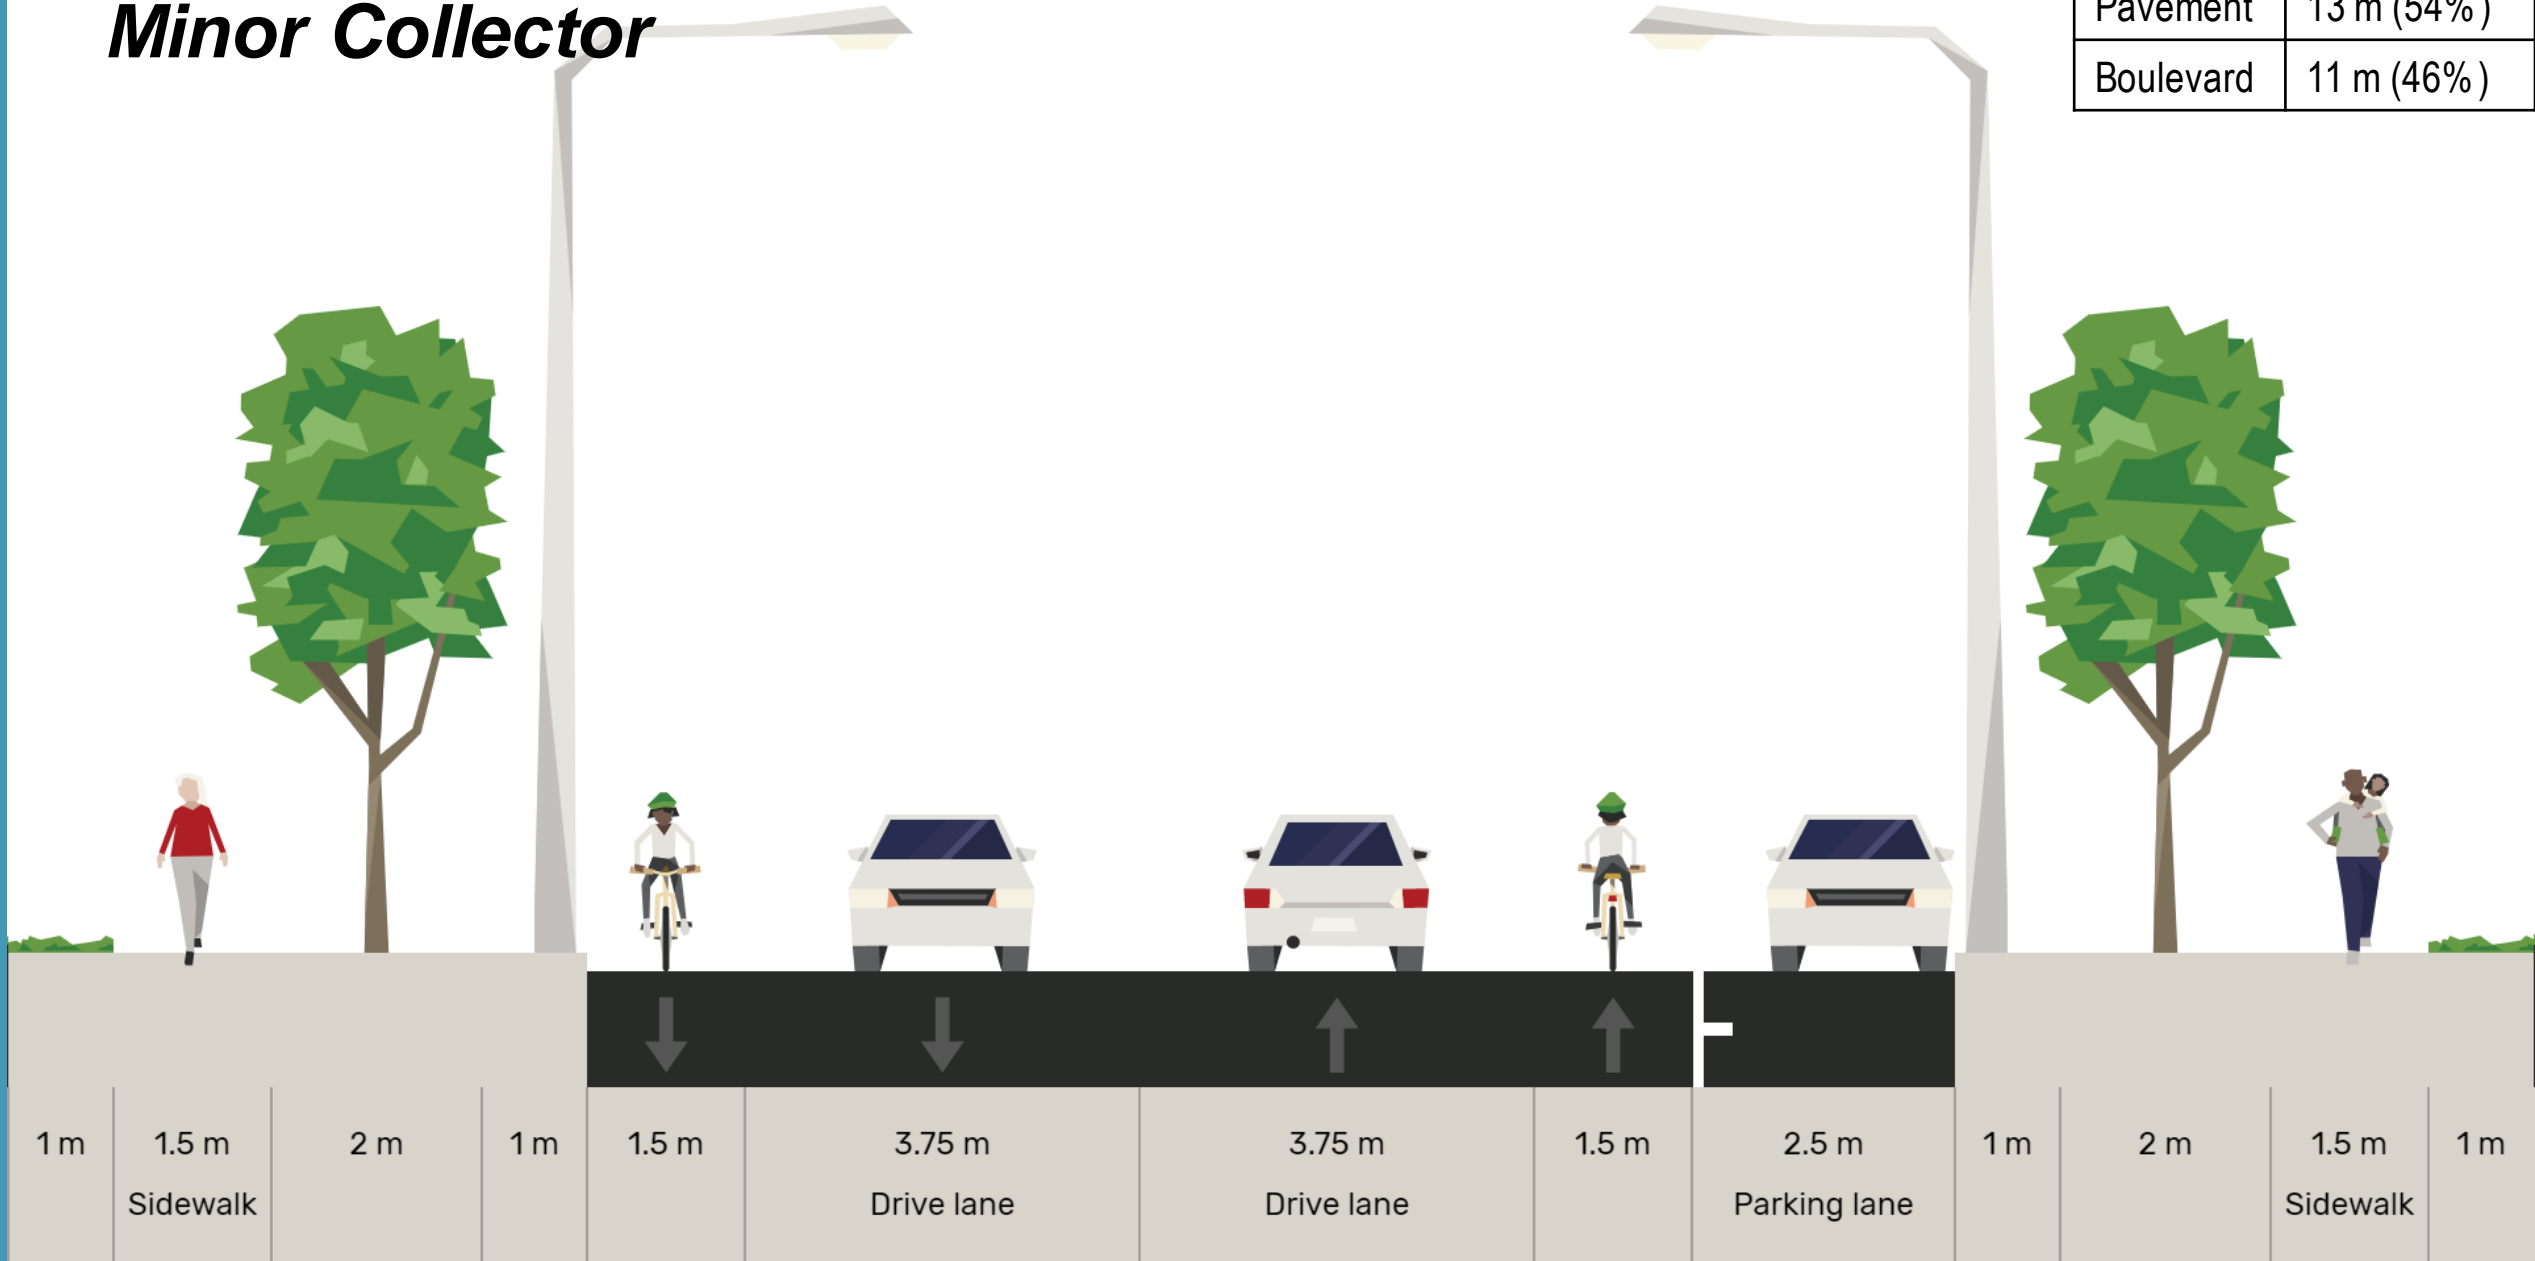 Minor Collector
Pavement 13 m (54%)
Boulevard 11 m (46%)
1 m 1.5 m 2 m 1 m 1.5 m 3.75 m 3.75 m 1.5 m 2.5 m 1 m 2 m 1.5 m 1 m
Sidewalk Drive lane Drive lane Parking lane Sidewalk